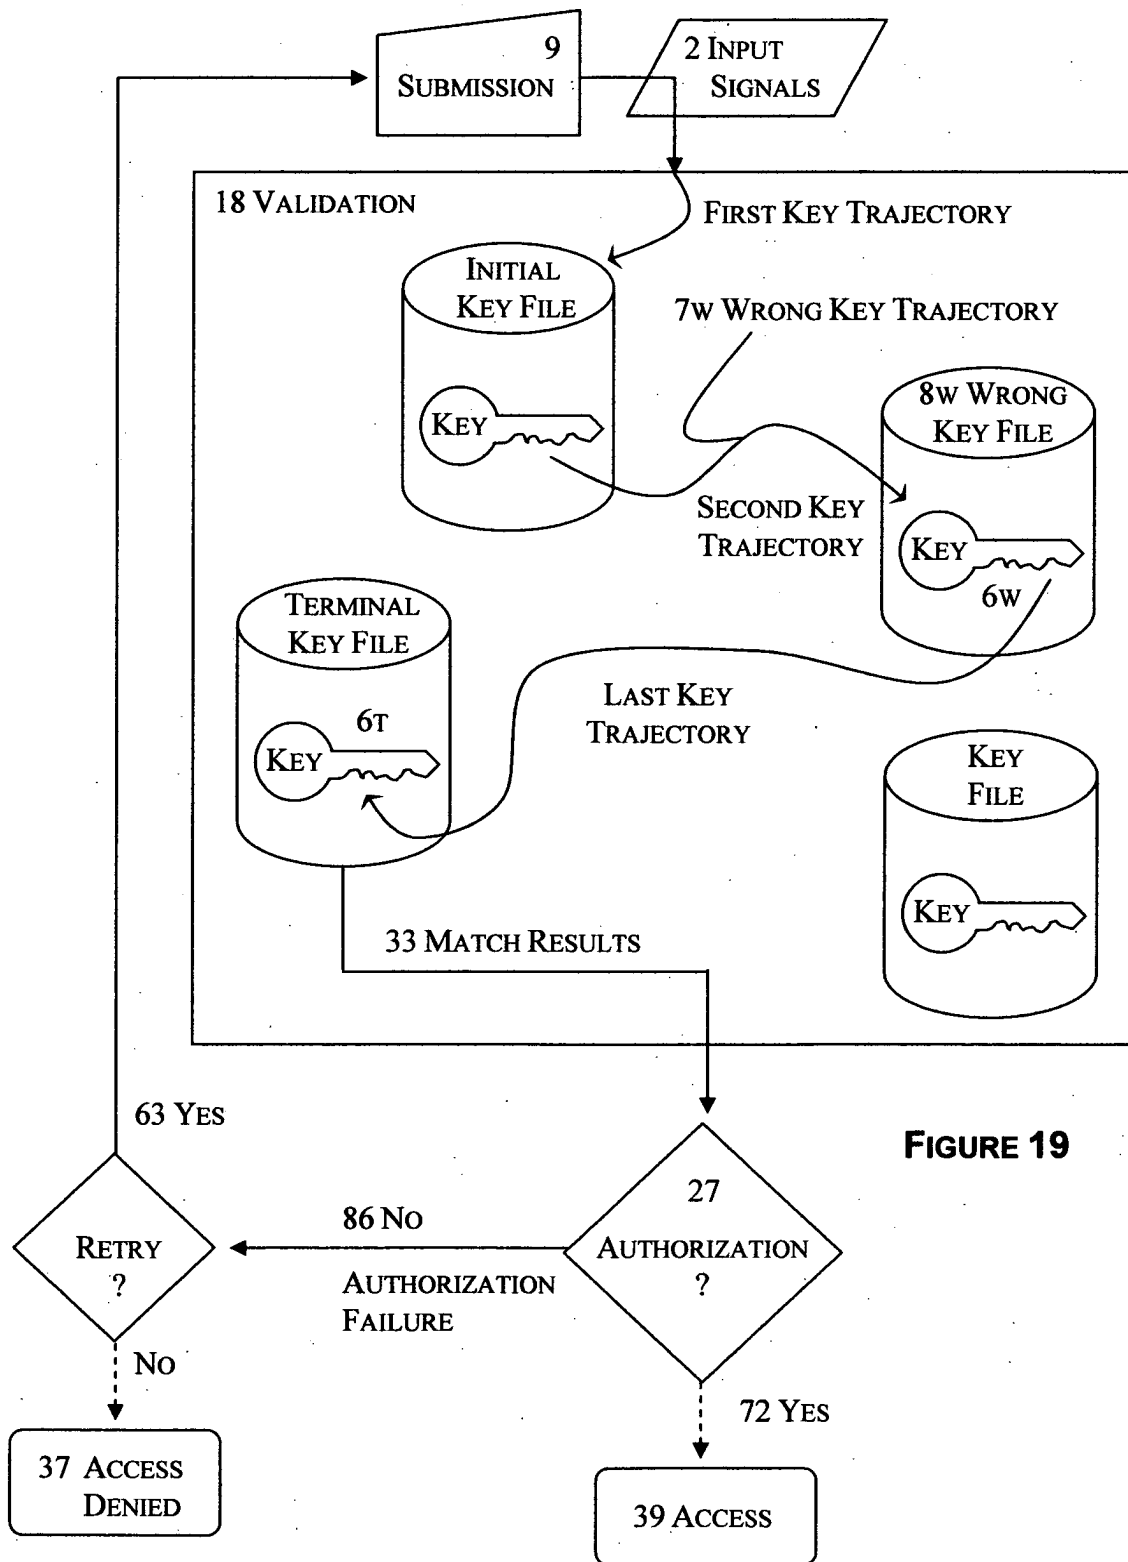 9
SUBMISSION
2 INPUT
SIGNALS
18 VALIDATION
FIRST KEY TRAJECTORY
INITIAL
KEY FILE
KEY
7W WRONG KEY TRAJECTORY
8W WRONG
KEY FILE
SECOND KEY
TRAJECTORY
KEY
6W
TERMINAL
KEY FILE
6T
KEY
LAST KEY
TRAJECTORY
KEY
FILE
KEY
33 MATCH RESULTS
63 YES
FIGURE 19
27
AUTHORIZATION
?
86 NO
AUTHORIZATION
FAILURE
RETRY
?
NO
72 YES
37 ACCESS
DENIED
39 ACCESS